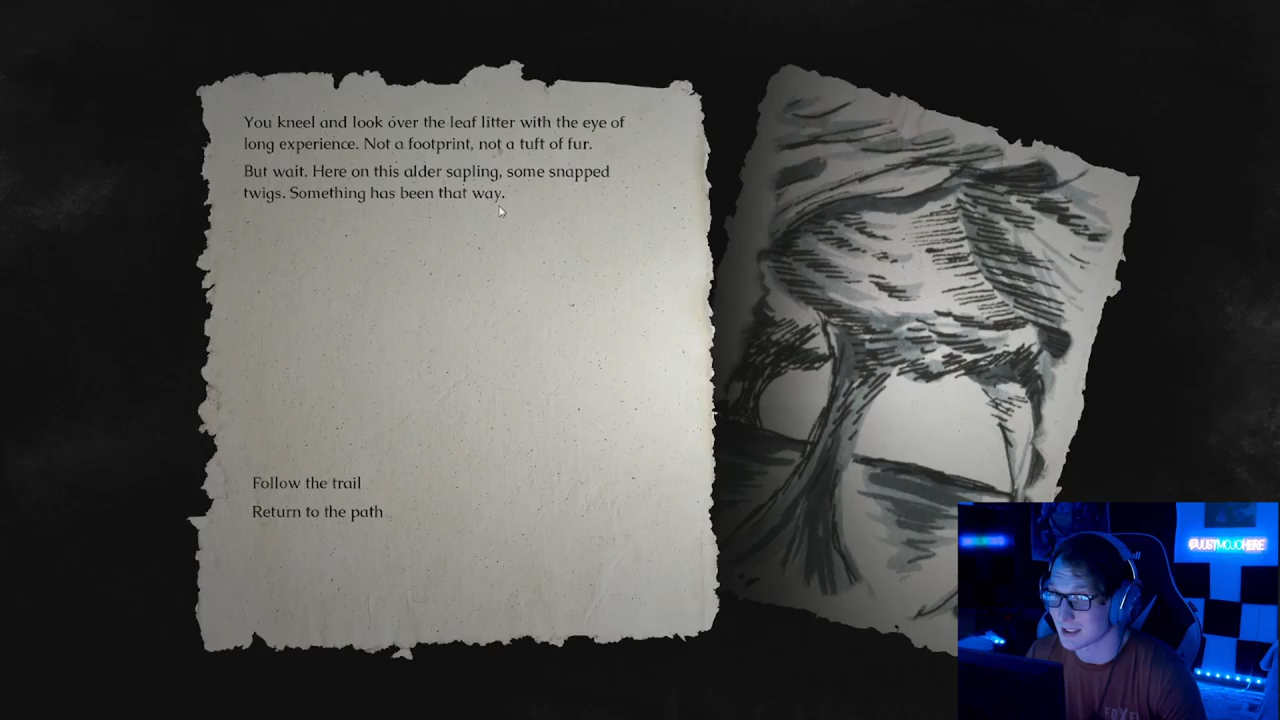 You kneel and look over the leaf litter with the eye of
long experience. Not a footprint, not a tuft of fur.
But wait. Here on this alder sapling, some snapped
twigs. Something has been that way.
Follow the trail
Return to the path
@JUSTMOJOHERE